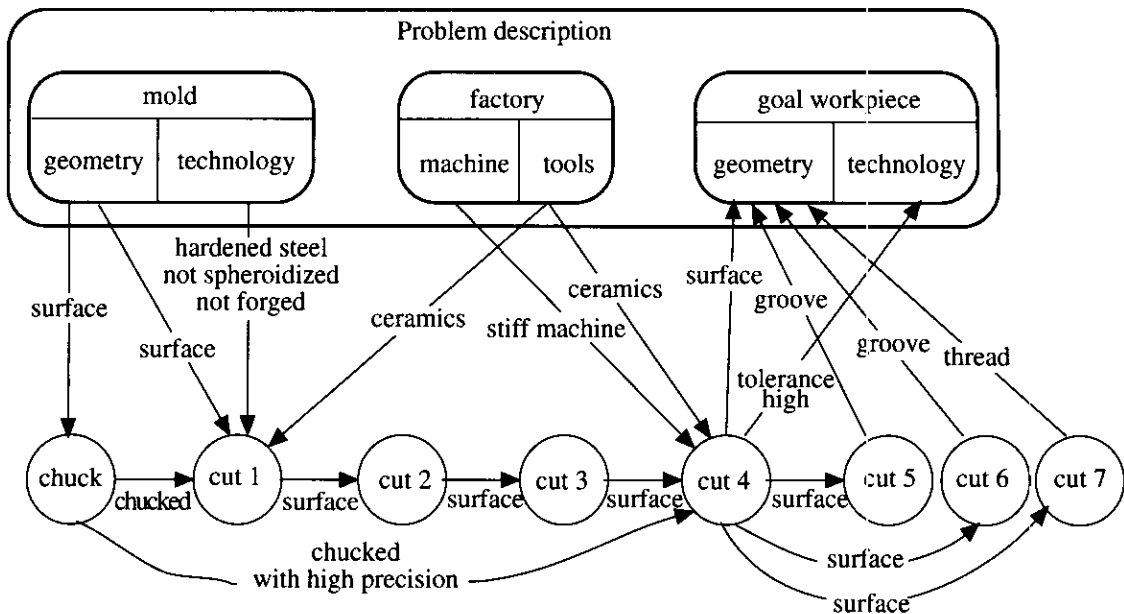 Problem description
mold
factory
goal workpiece
geometry
technology
machine
tools
geometry
technology
hardened steel
not spheroidized
not forged
surface
surface
ceramics
stiff machine
ceramics
surface
groove
groove
thread
tolerance
high
chuck
cut 1
cut 2
cut 3
cut 4
cut 5
cut 6
cut 7
chucked
surface
surface
surface
surface
chucked
with high precision
surface
surface